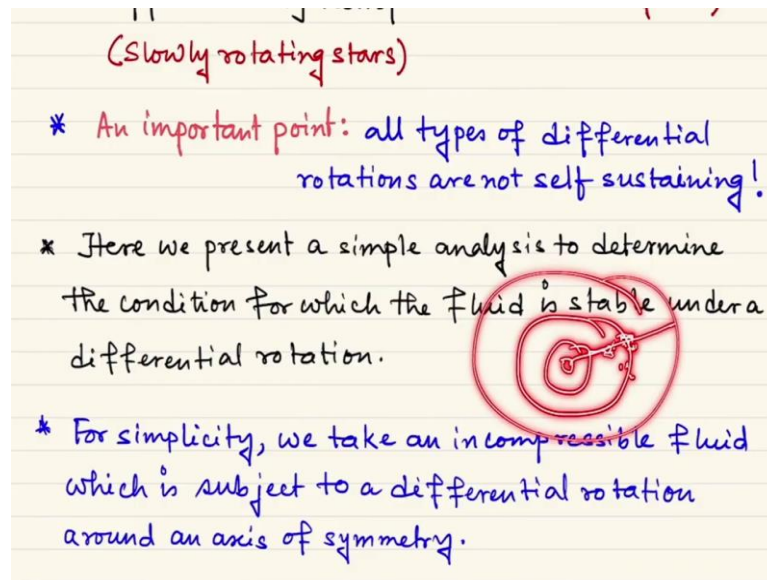 (Slowly rotating stars)
* An important point: all types of differential
rotations are not self sustaining!
* Here we present a simple analysis to determine
the condition for which the fluid is stable under a
differential rotation.
* For simplicity, we take an incompressible fluid
which is subject to a differential rotation
around an axis of symmetry.